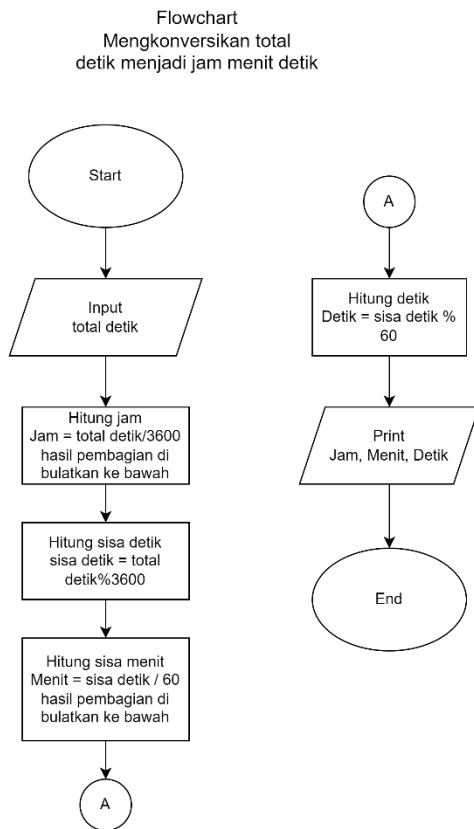 Flowchart
Mengkonversikan total
detik menjadi jam menit detik
Start
Input
total detik
Hitung jam
Jam = total detik/3600
hasil pembagian di
bulatkan ke bawah
Hitung sisa detik
sisa detik = total
detik%3600
Hitung sisa menit
Menit = sisa detik / 60
hasil pembagian di
bulatkan ke bawah
A
A
Hitung detik
Detik = sisa detik %
60
Print
Jam, Menit, Detik
End